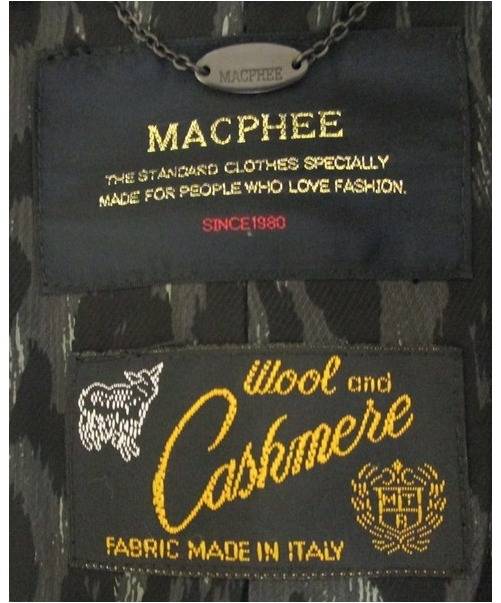 MACPHEE
MACPHEE
THE STANDARD CLOTHES SPECIALLY
MADE FOR PEOPLE WHO LOVE FASHION.
SINCE1980
Wool and
Cashmere
MTR
FABRIC MADE IN ITALY